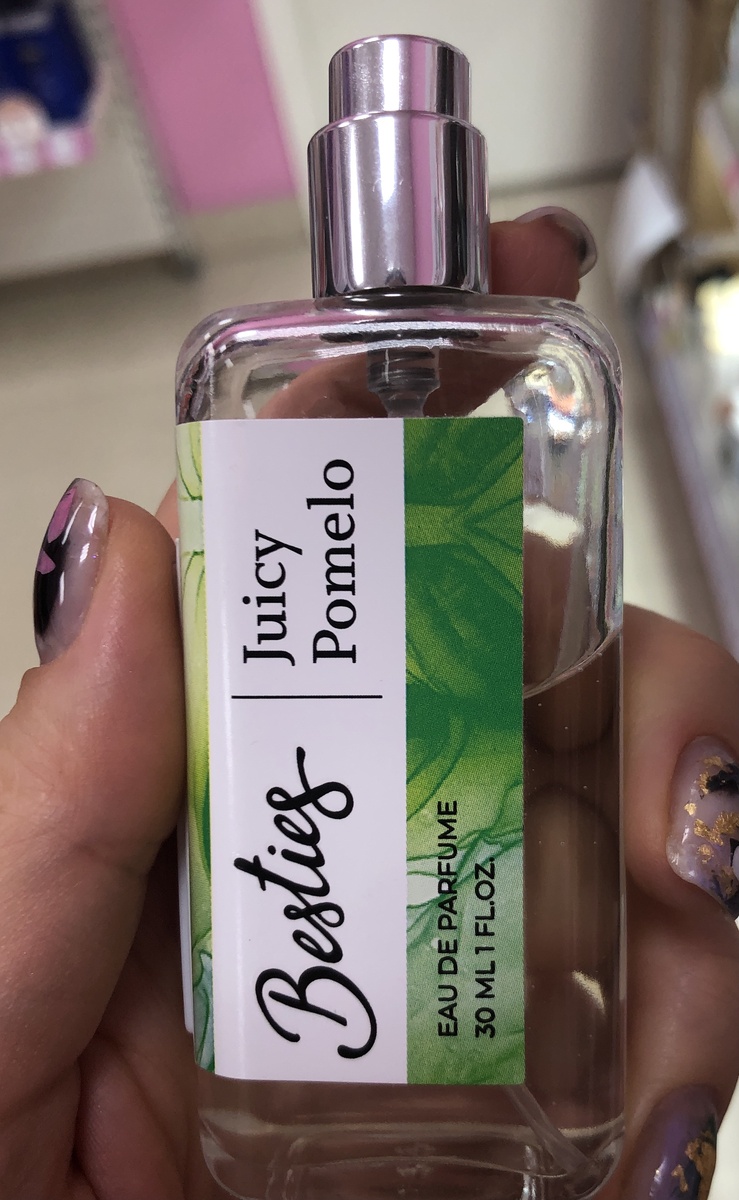 Besties
Juicy
Pomelo
EAU DE PARFUME
30 ML 1 FL.OZ.